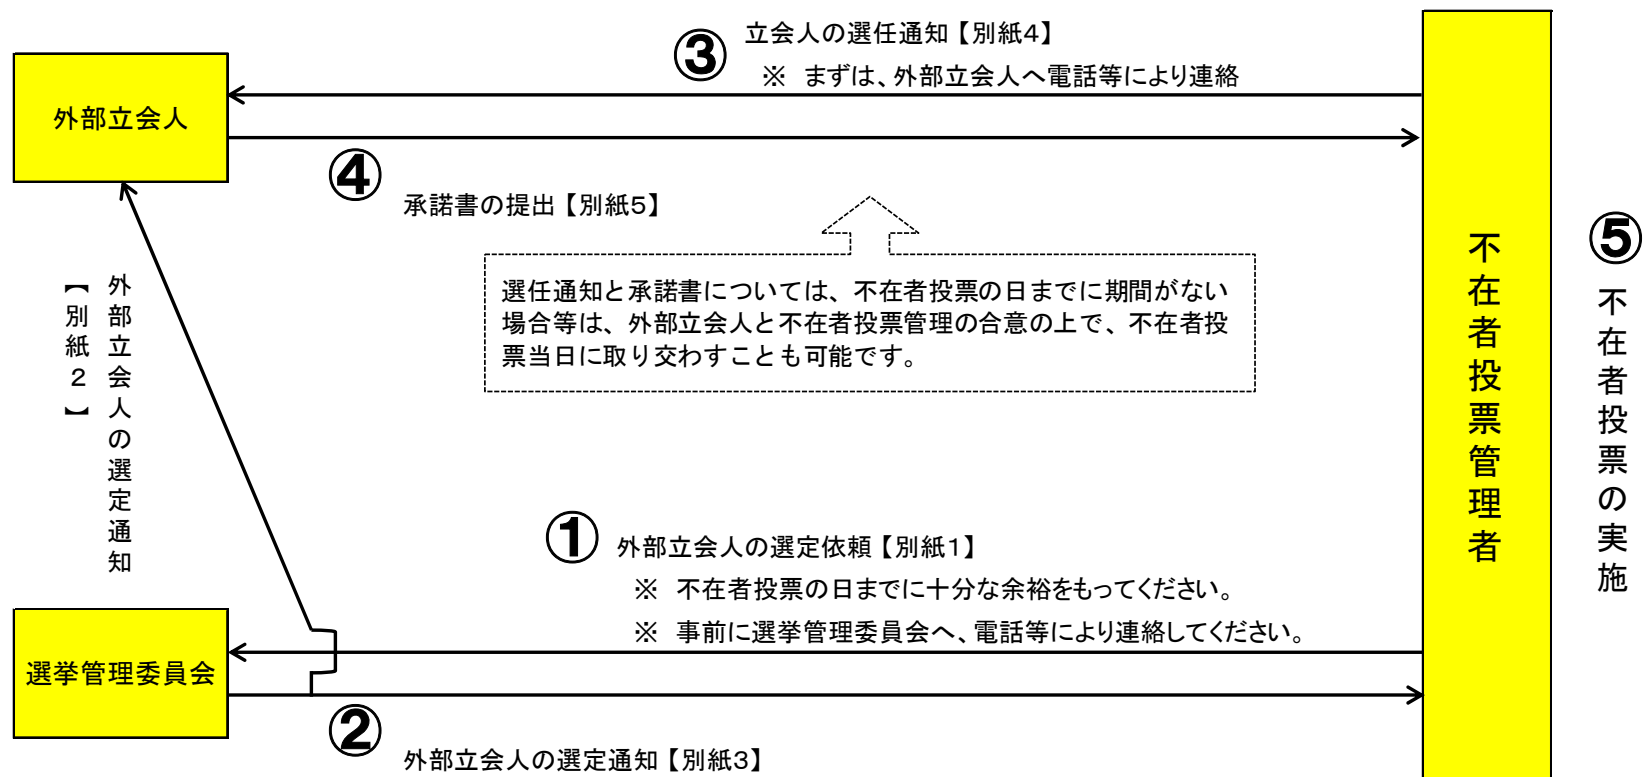 ③ 立会人の選任通知【別紙4】
※ まずは、外部立会人へ電話等により連絡
外部立会人
④ 承諾書の提出【別紙5】
選任通知と承諾書については、不在者投票の日までに期間がない
場合等は、外部立会人と不在者投票管理の合意の上で、不在者投
票当日に取り交わすことも可能です。
外部立会人の選定通知
【別紙2】
① 外部立会人の選定依頼【別紙1】
※ 不在者投票の日までに十分な余裕をもってください。
※ 事前に選挙管理委員会へ、電話等により連絡してください。
選挙管理委員会
② 外部立会人の選定通知【別紙3】
不在者投票管理者
⑤ 不在者投票の実施